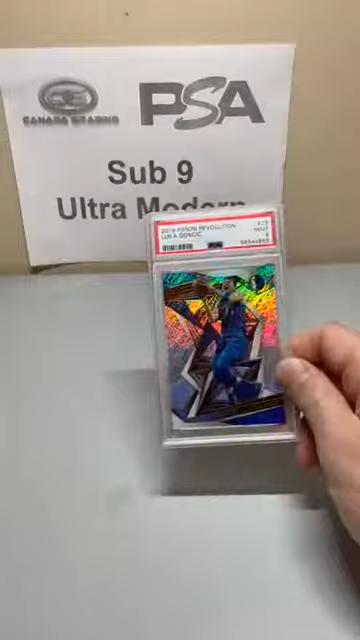 CANADA GRADING
PSA
Sub 9
Ultra Modern
2019 PANINI REVOLUTION
LUKA DONCIC
MINT
9